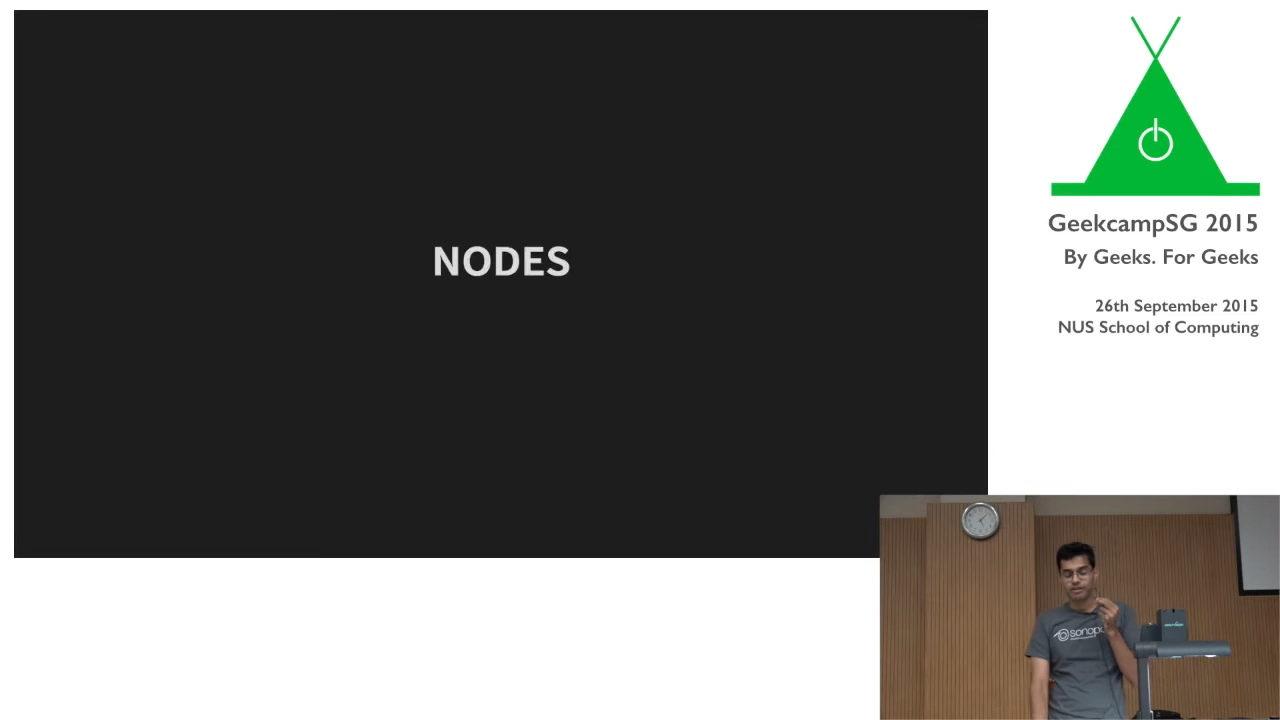 NODES
GeekcampSG 2015
By Geeks. For Geeks
26th September 2015
NUS School of Computing